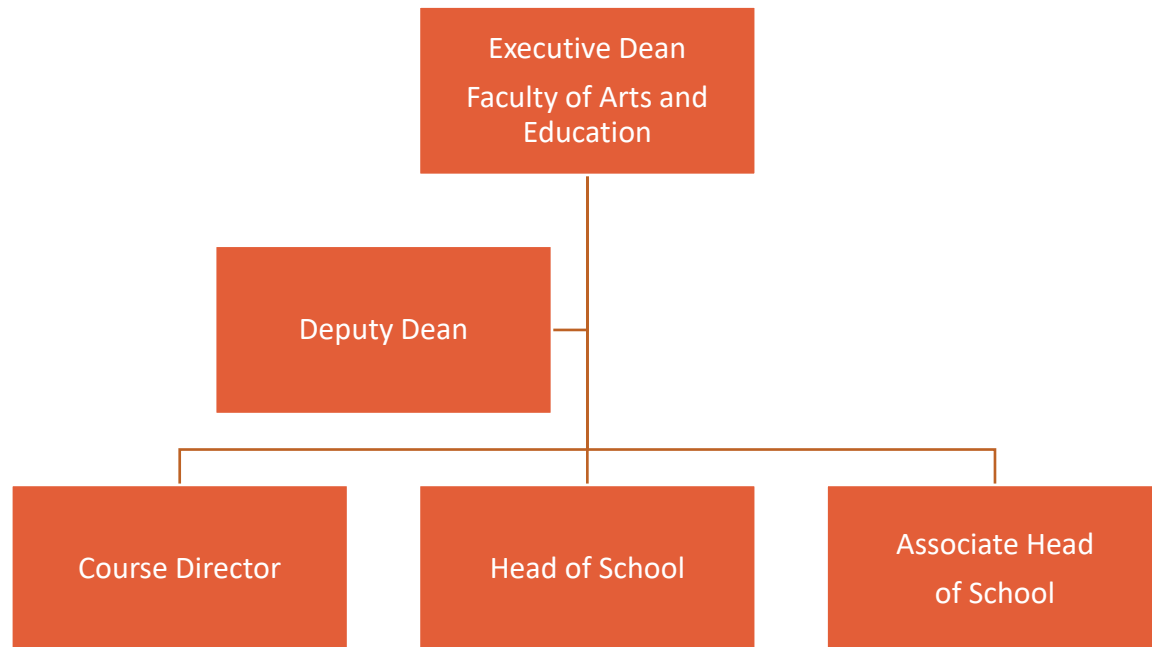 Executive Dean
Faculty of Arts and
Education
Deputy Dean
Course Director
Head of School
Associate Head
of School